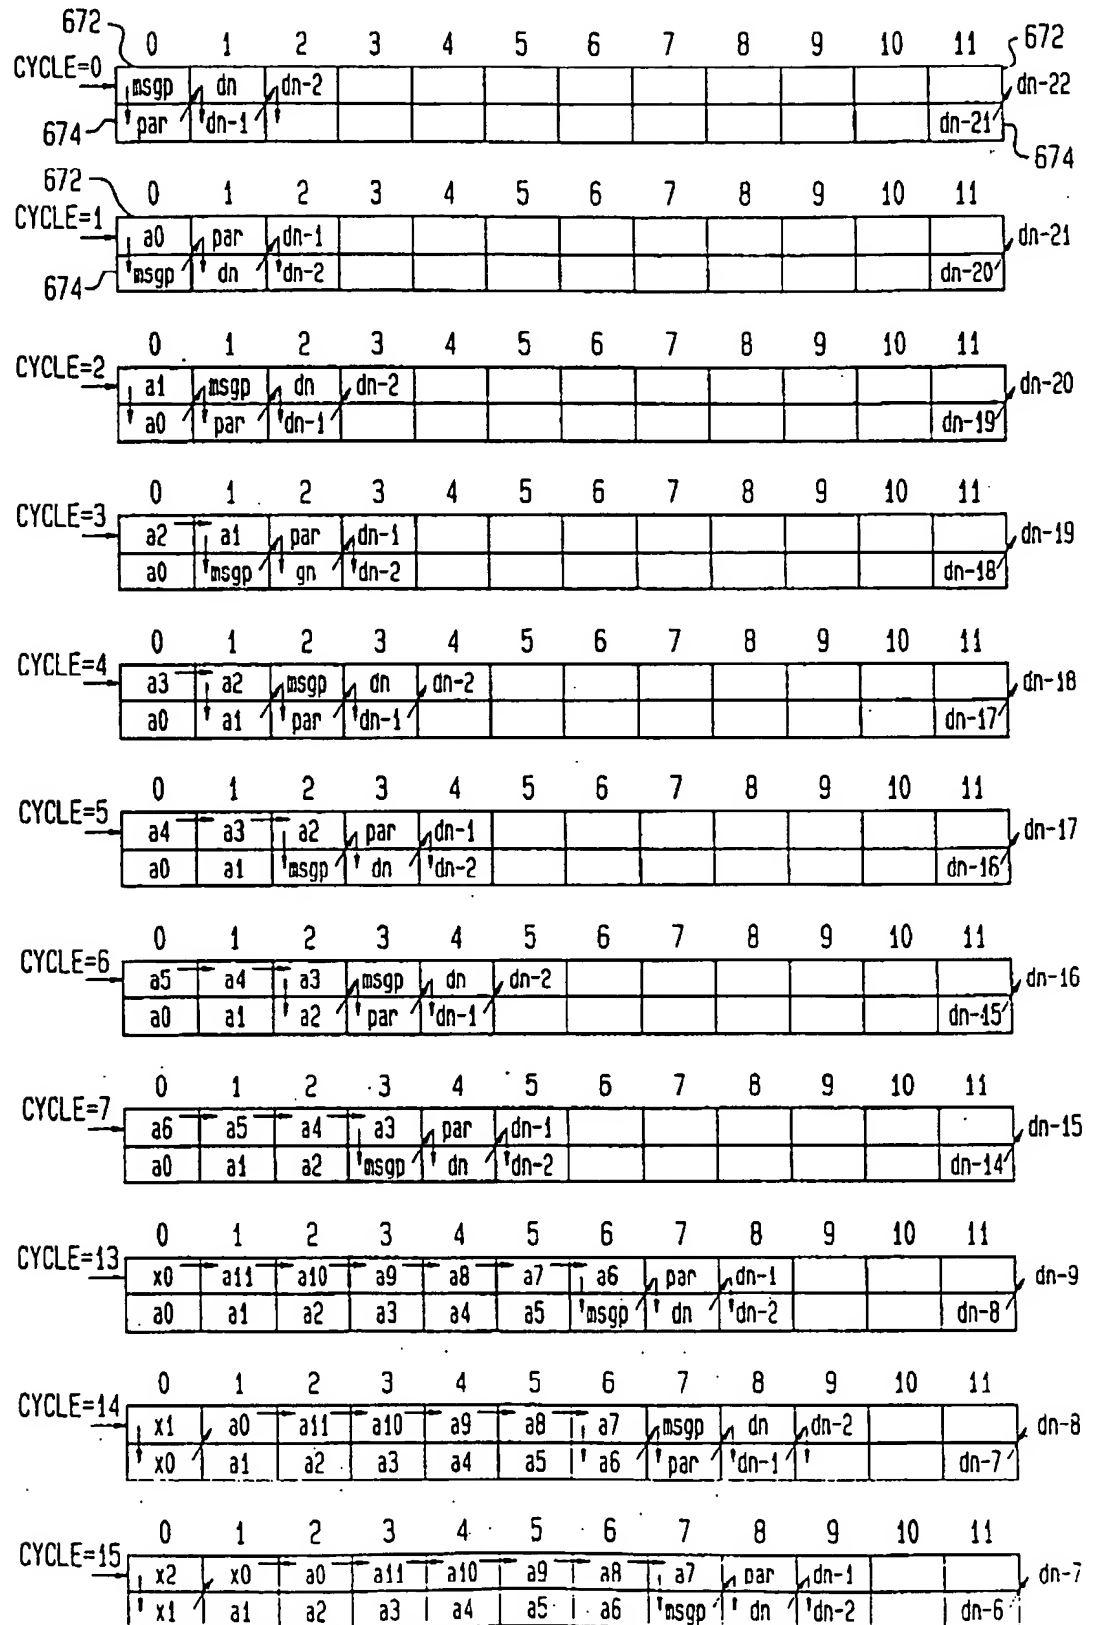 672
0 1 2 3 4 5 6 7 8 9 10 11
672
CYCLE=0
msgp dn dn-2
dn-22
par dn-1 dn-21
674
674
672
0 1 2 3 4 5 6 7 8 9 10 11
CYCLE=1
a0 par dn-1
dn-21
msgp dn dn-2 dn-20
674
0 1 2 3 4 5 6 7 8 9 10 11
CYCLE=2
a1 msgp dn dn-2
dn-20
a0 par dn-1 dn-19
0 1 2 3 4 5 6 7 8 9 10 11
CYCLE=3
a2 a1 par dn-1
dn-19
a0 msgp gn dn-2 dn-18
0 1 2 3 4 5 6 7 8 9 10 11
CYCLE=4
a3 a2 msgp dn dn-2
dn-18
a0 a1 par dn-1 dn-17
0 1 2 3 4 5 6 7 8 9 10 11
CYCLE=5
a4 a3 a2 par dn-1
dn-17
a0 a1 msgp dn dn-2 dn-16
0 1 2 3 4 5 6 7 8 9 10 11
CYCLE=6
a5 a4 a3 msgp dn dn-2
dn-16
a0 a1 a2 par dn-1 dn-15
0 1 2 3 4 5 6 7 8 9 10 11
CYCLE=7
a6 a5 a4 a3 par dn-1
dn-15
a0 a1 a2 msgp dn dn-2 dn-14
0 1 2 3 4 5 6 7 8 9 10 11
CYCLE=13
x0 a11 a10 a9 a8 a7 a6 par dn-1
dn-9
a0 a1 a2 a3 a4 a5 msgp dn dn-2 dn-8
0 1 2 3 4 5 6 7 8 9 10 11
CYCLE=14
x1 a0 a11 a10 a9 a8 a7 msgp dn dn-2
dn-8
x0 a1 a2 a3 a4 a5 a6 par dn-1 dn-7
0 1 2 3 4 5 6 7 8 9 10 11
CYCLE=15
x2 x0 a0 a11 a10 a9 a8 a7 par dn-1
dn-7
x1 a1 a2 a3 a4 a5 a6 msgp dn dn-2 dn-6